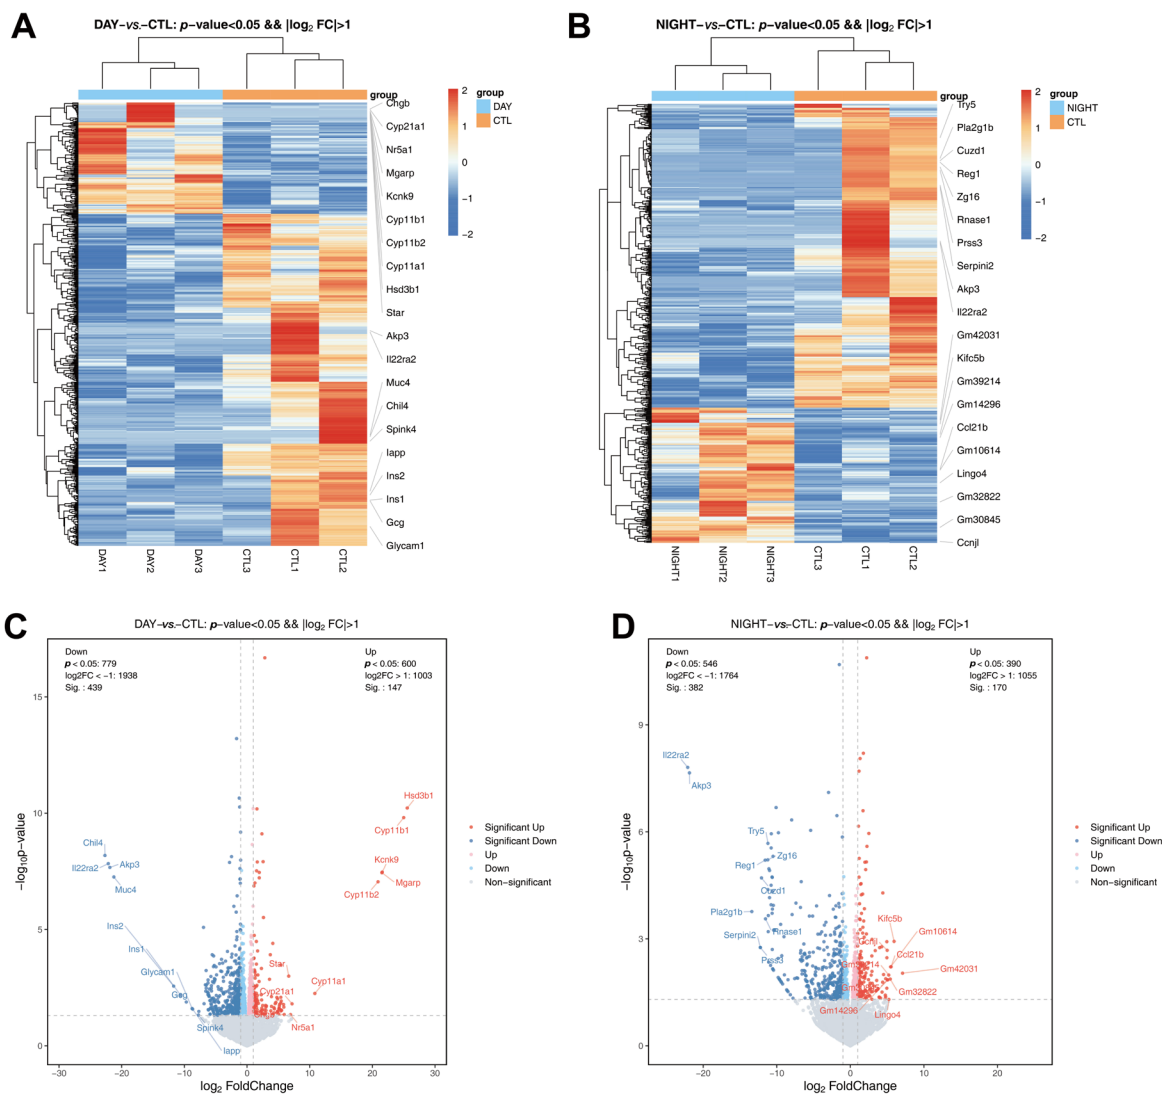 A
DAY-vs.-CTL: p-value<0.05 && |log2 FC|>1
group
DAY
CTL
2
1
0
−1
−2
group
Chgb
Cyp21a1
Nr5a1
Mgarp
Kcnk9
Cyp11b1
Cyp11b2
Cyp11a1
Hsd3b1
Star
Akp3
Il22ra2
Muc4
Chil4
Spink4
Iapp
Ins2
Ins1
Gcg
Glycam1
DAY1
DAY2
DAY3
CTL3
CTL1
CTL2
B
NIGHT-vs.-CTL: p-value<0.05 && |log2 FC|>1
group
NIGHT
CTL
2
1
0
−1
−2
group
Try5
Pla2g1b
Cuzd1
Reg1
Zg16
Rnase1
Prss3
Serpini2
Akp3
Il22ra2
Gm42031
Kifc5b
Gm39214
Gm14296
Ccl21b
Gm10614
Lingo4
Gm32822
Gm30845
Ccnjl
NIGHT1
NIGHT2
NIGHT3
CTL3
CTL1
CTL2
C
DAY-vs.-CTL: p-value<0.05 && |log2 FC|>1
Down
p < 0.05: 779
log2FC < −1: 1938
Sig. : 439
Up
p < 0.05: 600
log2FC > 1: 1003
Sig. : 147
15
10
5
0
−log10p−value
Hsd3b1
Cyp11b1
Chil4
Il22ra2
Akp3
Muc4
Kcnk9
Mgarp
Cyp11b2
Ins2
Ins1
Glycam1
Gcg
Spink4
Iapp
Star
Cyp11a1
Cyp21a1
Nr5a1
−30
−20
−10
0
10
20
30
log2 FoldChange
Significant Up
Significant Down
Up
Down
Non−significant
D
NIGHT-vs.-CTL: p-value<0.05 && |log2 FC|>1
Down
p < 0.05: 546
log2FC < −1: 1764
Sig. : 382
Up
p < 0.05: 390
log2FC > 1: 1055
Sig. : 170
9
6
3
0
−log10p−value
Il22ra2
Akp3
Try5
Zg16
Reg1
Cuzd1
Pla2g1b
Rnase1
Serpini2
Prss3
Kifc5b
Gm10614
Ccnjl
Ccl21b
Gm42031
Gm32822
Gm14296
Lingo4
−20
−10
0
10
20
log2 FoldChange
Significant Up
Significant Down
Up
Down
Non−significant